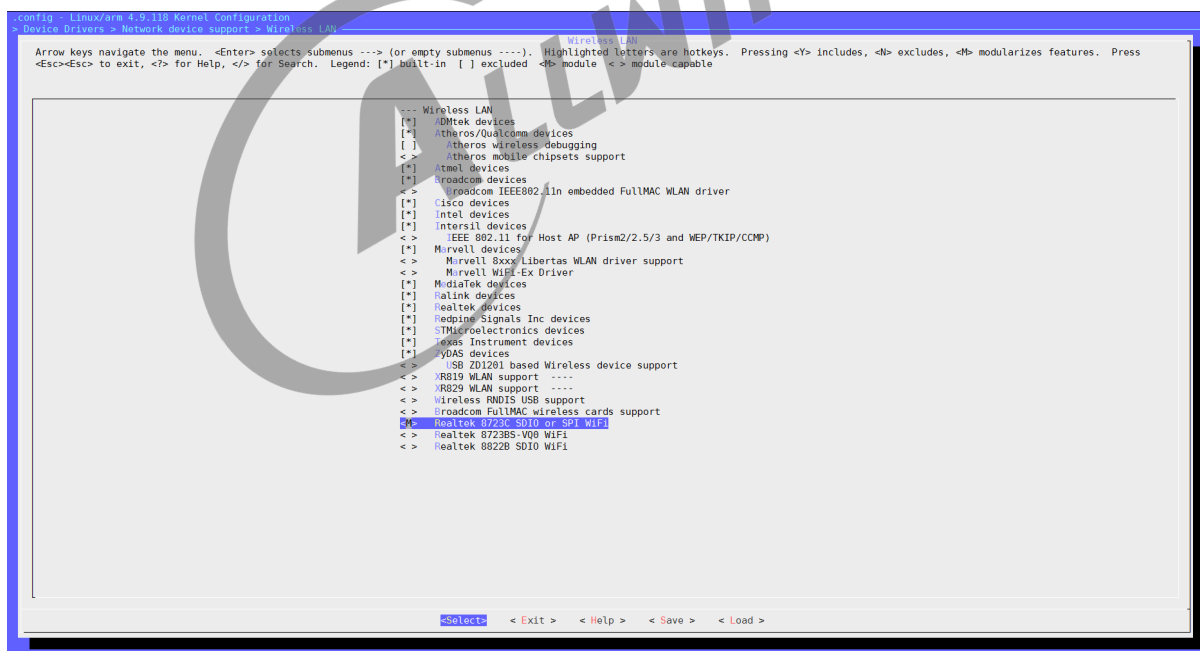 .config - Linux/arm 4.9.118 Kernel Configuration
> Device Drivers > Network device support > Wireless LAN
Wireless LAN
Arrow keys navigate the menu.  <Enter> selects submenus ---> (or empty submenus ----).  Highlighted letters are hotkeys.  Pressing <Y> includes, <N> excludes, <M> modularizes features.  Press
<Esc><Esc> to exit, <?> for Help, </> for Search.  Legend: [*] built-in  [ ] excluded  <M> module  < > module capable
--- Wireless LAN
[*]   ADMtek devices
[*]   Atheros/Qualcomm devices
[ ]     Atheros wireless debugging
< >     Atheros mobile chipsets support
[*]   Atmel devices
[*]   Broadcom devices
< >     Broadcom IEEE802.11n embedded FullMAC WLAN driver
[*]   Cisco devices
[*]   Intel devices
[*]   Intersil devices
< >     IEEE 802.11 for Host AP (Prism2/2.5/3 and WEP/TKIP/CCMP)
[*]   Marvell devices
< >     Marvell 8xxx Libertas WLAN driver support
< >     Marvell WiFi-Ex Driver
[*]   MediaTek devices
[*]   Ralink devices
[*]   Realtek devices
[*]   Redpine Signals Inc devices
[*]   STMicroelectronics devices
[*]   Texas Instrument devices
[*]   ZyDAS devices
< >     USB ZD1201 based Wireless device support
< >   XR819 WLAN support  ----
< >   XR829 WLAN support  ----
< >   Wireless RNDIS USB support
< >   Broadcom FullMAC wireless cards support
<M>   Realtek 8723C SDIO or SPI WiFi
< >   Realtek 8723BS-VQ0 WiFi
< >   Realtek 8822B SDIO WiFi
<Select>    < Exit >    < Help >    < Save >    < Load >